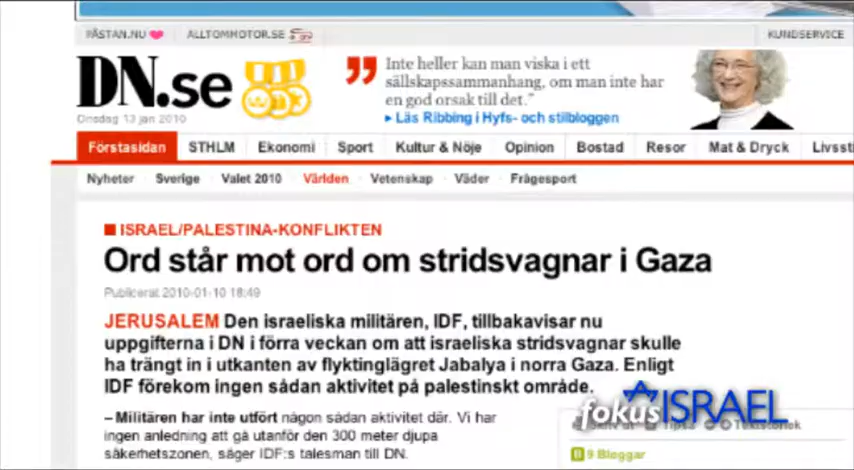 PÅSTAN.NU
ALLTOMMOTOR.SE
KUNDSERVICE
DN.se
Onsdag 13 jan 2010
" Inte heller kan man viska i ett
sällskapssammanhang, om man inte har
en god orsak till det."
▸ Läs Ribbing i Hyfs- och stilbloggen
Förstasidan STHLM Ekonomi Sport Kultur & Nöje Opinion Bostad Resor Mat & Dryck Livssti
Nyheter Sverige Valet 2010 Världen Vetenskap Väder Frågesport
ISRAEL/PALESTINA-KONFLIKTEN
Ord står mot ord om stridsvagnar i Gaza
Publicerat 2010-01-10 18:49
JERUSALEM Den israeliska militären, IDF, tillbakavisar nu
uppgifterna i DN i förra veckan om att israeliska stridsvagnar skulle
ha trängt in i utkanten av flyktinglägret Jabalya i norra Gaza. Enligt
IDF förekom ingen sådan aktivitet på palestinskt område.
– Militären har inte utfört någon sådan aktivitet där. Vi har
ingen anledning att gå utanför den 300 meter djupa
säkerhetszonen, säger IDF:s talesman till DN.
fokus ISRAEL
Skriv ut Tipsa Textstorlek
9 Bloggar